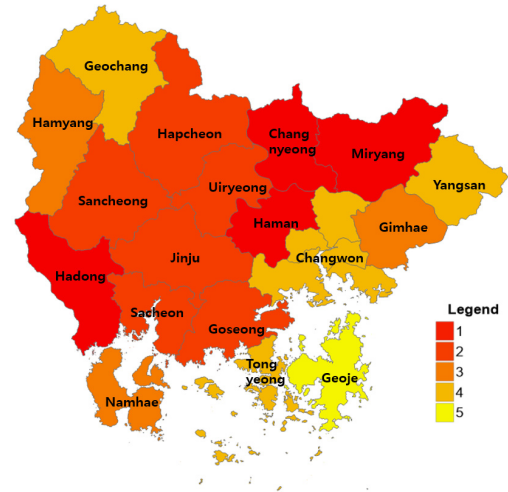 Geochang
Hamyang
Hapcheon
Chang
nyeong
Miryang
Yangsan
Uiryeong
Sancheong
Haman
Gimhae
Jinju
Changwon
Hadong
Sacheon
Goseong
Tong
yeong
Geoje
Namhae
Legend
1
2
3
4
5